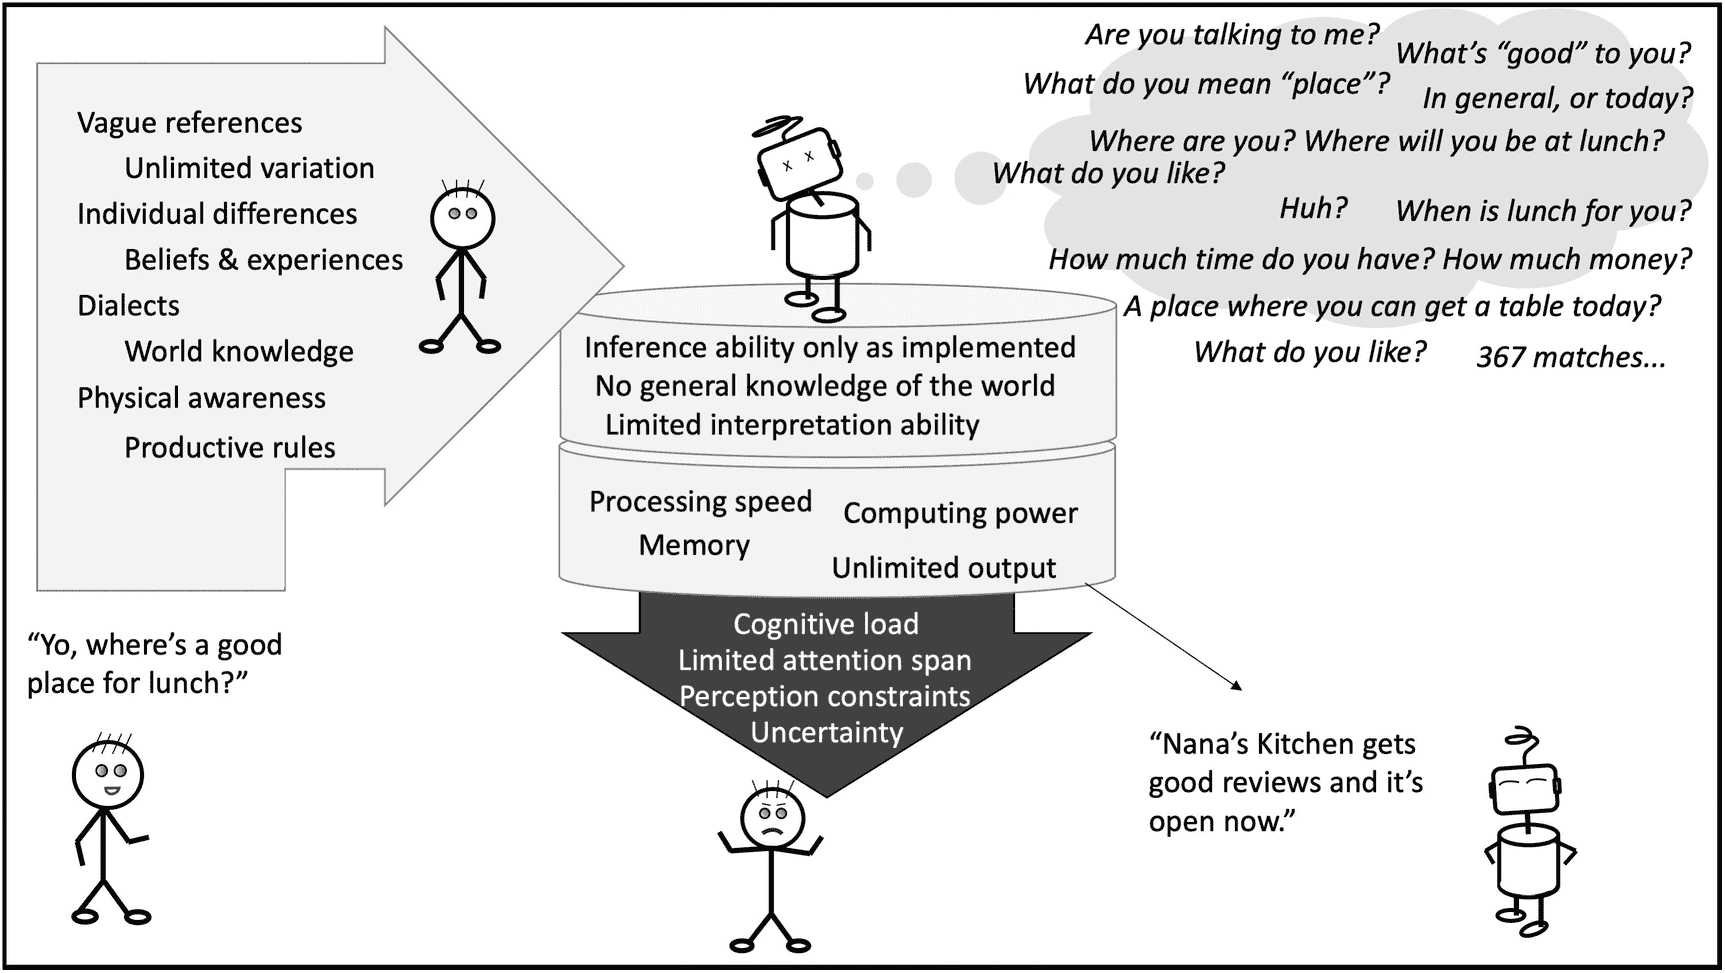 Vague references
Unlimited variation
Individual differences
Beliefs & experiences
Dialects
World knowledge
Physical awareness
Productive rules
“Yo, where’s a good
place for lunch?”
Are you talking to me?
What’s “good” to you?
What do you mean “place”?
In general, or today?
Where are you? Where will you be at lunch?
What do you like?
Huh?
When is lunch for you?
How much time do you have? How much money?
A place where you can get a table today?
What do you like?
367 matches...
Inference ability only as implemented
No general knowledge of the world
Limited interpretation ability
Processing speed
Computing power
Memory
Unlimited output
Cognitive load
Limited attention span
Perception constraints
Uncertainty
“Nana’s Kitchen gets
good reviews and it’s
open now.”